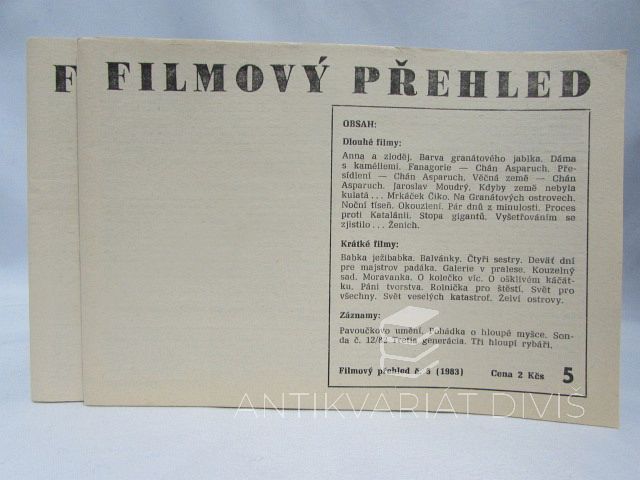 F
FILMOVÝ PŘEHLED
OBSAH:
Dlouhé filmy:
Anna a zloděj. Barva granátového jablka. Dáma
s kaméliemi. Fanagorie — Chán Asparuch. Pře-
sídlení — Chán Asparuch, Věčná země — Chán
Asparuch. Jaroslav Moudrý. Kdyby země nebyla
kulatá... Mrkáček Čiko. Na Granátových ostrovech.
Noční tíseň. Okouzlení. Pár dnů z minulosti. Proces
proti Katalánii. Stopa gigantů. Vyšetřováním se
zjistilo... Ženich.
Krátké filmy:
Babka ježibabka. Balvánky. Čtyři sestry. Deväť dní
pre majstrov padáka. Galerie v pralese. Kouzelný
sad. Moravanka. O kolečko víc. O ošklivém káčát-
ku. Páni tvorstva. Rolnička pro štěstí. Svět pro
všechny. Svět veselých katastrof. Želví ostrovy.
Záznamy:
Pavoučkovo umění. Pohádka o hloupé myšce. Son-
da č. 12/82 Tretia generácia. Tři hloupí rybáři.
Filmový přehled č. 5 (1983) Cena 2 Kčs 5
ANTIKVARIÁT DIVIŠ